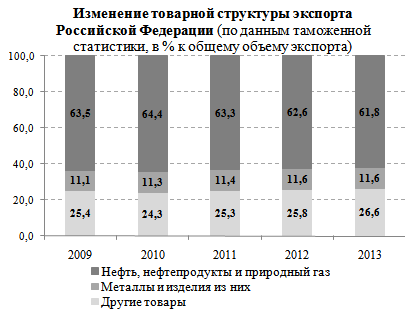 Изменение товарной структуры экспорта
Российской Федерации (по данным таможенной
статистики, в % к общему объему экспорта)
100,0
80,0
60,0
40,0
20,0
0,0
63,5 64,4 63,3 62,6 61,8
11,1 11,3 11,4 11,6 11,6
25,4 24,3 25,3 25,8 26,6
2009 2010 2011 2012 2013
Нефть, нефтепродукты и природный газ
Металлы и изделия из них
Другие товары